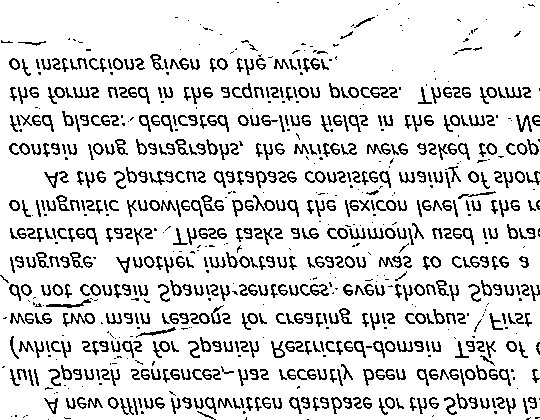 A new offline handwritten database for the Spanish la
full Spanish sentences, has recently been developed: t
(which stands for Spanish Restricted-domain Task of
were two main reasons for creating this corpus. First
do not contain Spanish sentences, even though Spanish
language. Another important reason was to create a
restricted tasks. These tasks are commonly used in prac
of linguistic knowledge beyond the lexicon level in the re
As the Spartacus database consisted mainly of short
contain long paragraphs, the writers were asked to cop
fixed places: dedicated one-line fields in the forms. Ne
the forms used in the acquisition process. These forms
of instructions given to the writer.